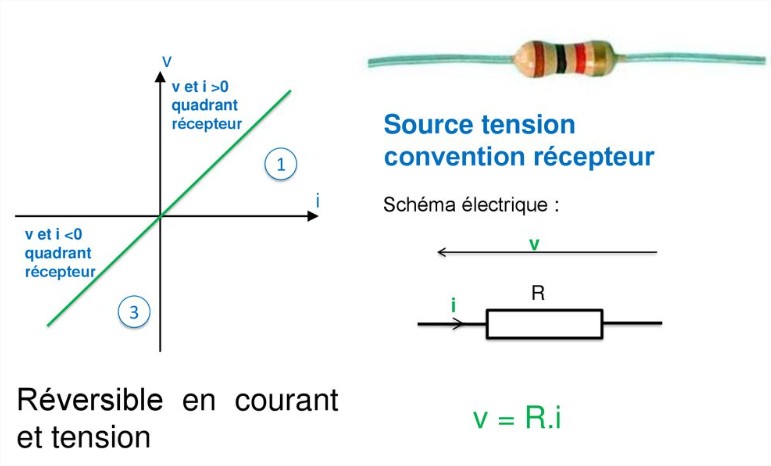 v
v et i >0
quadrant
récepteur
1
i
v et i <0
quadrant
récepteur
3
Réversible en courant
et tension
Source tension
convention récepteur
Schéma électrique :
v
i
R
v = R.i